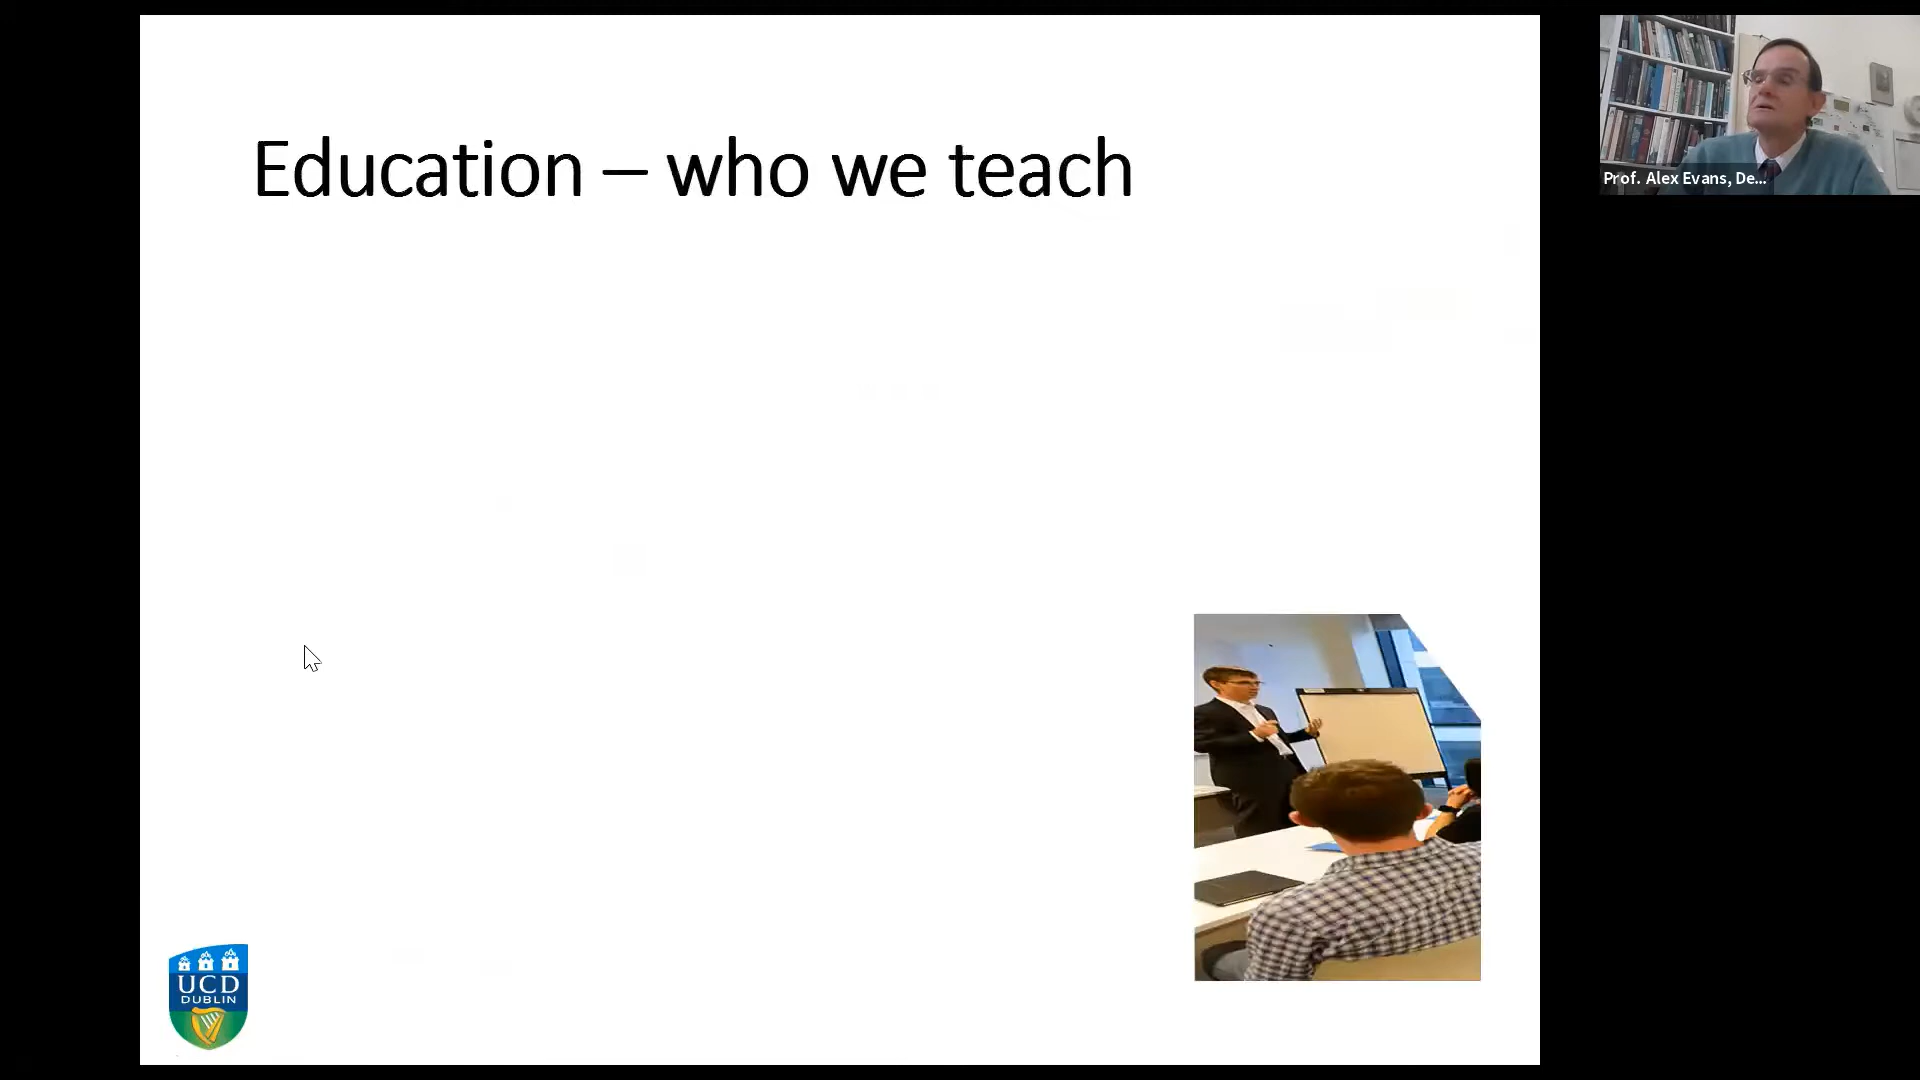 Education – who we teach
Prof. Alex Evans, De...
UCD
DUBLIN